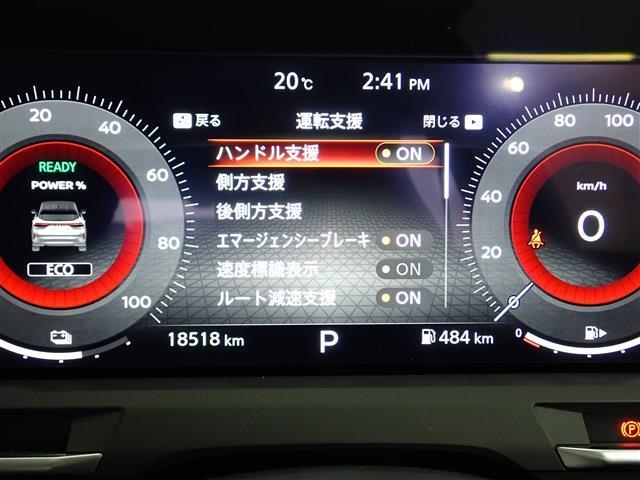 20℃ 2:41 PM
戻る 運転支援 閉じる
ハンドル支援 ON
側方支援
後側方支援
エマージェンシーブレーキ ON
速度標識表示 ON
ルート減速支援 ON
20 40 60 80 100
READY
POWER %
ECO
0 20 40 60 80 100
km/h
0
18518 km P 484 km
0
(P)